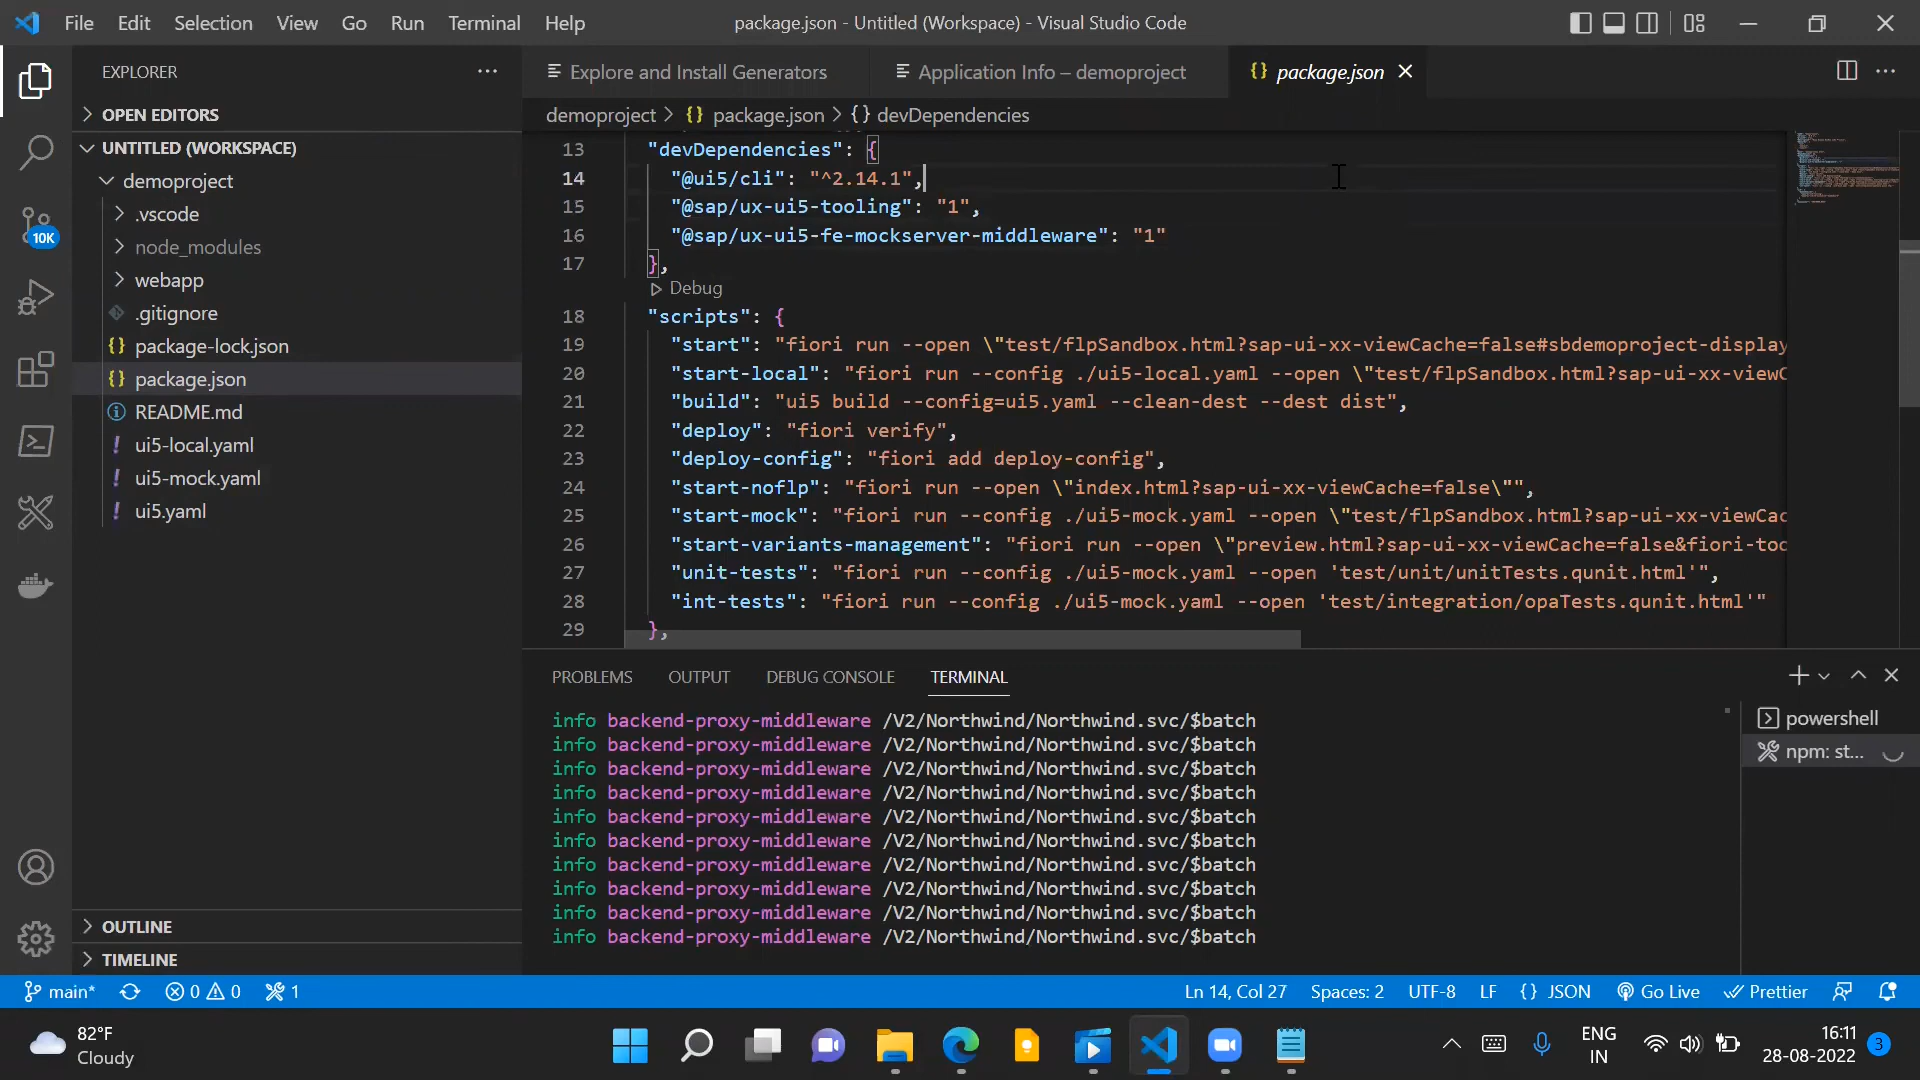 File Edit Selection View Go Run Terminal Help
package.json - Untitled (Workspace) - Visual Studio Code
EXPLORER
Explore and Install Generators
Application Info – demoproject
package.json
OPEN EDITORS
demoproject > package.json > devDependencies
UNTITLED (WORKSPACE)
demoproject
.vscode
node_modules
webapp
.gitignore
package-lock.json
package.json
README.md
ui5-local.yaml
ui5-mock.yaml
ui5.yaml
10K
OUTLINE
TIMELINE
13 "devDependencies": {
14 "@ui5/cli": "^2.14.1",
15 "@sap/ux-ui5-tooling": "1",
16 "@sap/ux-ui5-fe-mockserver-middleware": "1"
17 },
Debug
18 "scripts": {
19 "start": "fiori run --open \"test/flpSandbox.html?sap-ui-xx-viewCache=false#sbdemoproject-display
20 "start-local": "fiori run --config ./ui5-local.yaml --open \"test/flpSandbox.html?sap-ui-xx-viewC
21 "build": "ui5 build --config=ui5.yaml --clean-dest --dest dist",
22 "deploy": "fiori verify",
23 "deploy-config": "fiori add deploy-config",
24 "start-noflp": "fiori run --open \"index.html?sap-ui-xx-viewCache=false\"",
25 "start-mock": "fiori run --config ./ui5-mock.yaml --open \"test/flpSandbox.html?sap-ui-xx-viewCac
26 "start-variants-management": "fiori run --open \"preview.html?sap-ui-xx-viewCache=false&fiori-too
27 "unit-tests": "fiori run --config ./ui5-mock.yaml --open 'test/unit/unitTests.qunit.html'",
28 "int-tests": "fiori run --config ./ui5-mock.yaml --open 'test/integration/opaTests.qunit.html'"
29 },
PROBLEMS OUTPUT DEBUG CONSOLE TERMINAL
info backend-proxy-middleware /V2/Northwind/Northwind.svc/$batch
info backend-proxy-middleware /V2/Northwind/Northwind.svc/$batch
info backend-proxy-middleware /V2/Northwind/Northwind.svc/$batch
info backend-proxy-middleware /V2/Northwind/Northwind.svc/$batch
info backend-proxy-middleware /V2/Northwind/Northwind.svc/$batch
info backend-proxy-middleware /V2/Northwind/Northwind.svc/$batch
info backend-proxy-middleware /V2/Northwind/Northwind.svc/$batch
info backend-proxy-middleware /V2/Northwind/Northwind.svc/$batch
info backend-proxy-middleware /V2/Northwind/Northwind.svc/$batch
info backend-proxy-middleware /V2/Northwind/Northwind.svc/$batch
powershell
npm: st...
main* 0 0 1
Ln 14, Col 27 Spaces: 2 UTF-8 LF {} JSON Go Live Prettier
82°F
Cloudy
ENG
IN
16:11
28-08-2022
3